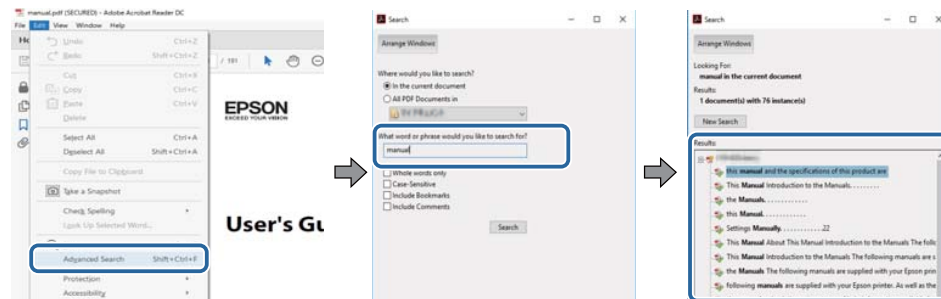 manual.pdf (SECURED) - Adobe Acrobat Reader DC
File Edit View Window Help
Undo Ctrl+Z
Redo Shift+Ctrl+Z
Cut Ctrl+X
Copy Ctrl+C
Paste Ctrl+V
Delete
Select All Ctrl+A
Deselect All Shift+Ctrl+A
Copy File to Clipboard
Take a Snapshot
Check Spelling
Look Up Selected Word...
Advanced Search Shift+Ctrl+F
Protection
Accessibility
/ 191
EPSON
EXCEED YOUR VISION
User's Gu
Search
Arrange Windows
Where would you like to search?
In the current document
All PDF Documents in
What word or phrase would you like to search for?
manual
Whole words only
Case-Sensitive
Include Bookmarks
Include Comments
Search
Search
Arrange Windows
Looking For:
manual in the current document
Results:
1 document(s) with 76 instance(s)
New Search
Results:
this manual and the specifications of this product are
This Manual Introduction to the Manuals.........
the Manuals.............
this Manual.............
Settings Manually............22
This Manual About This Manual Introduction to the Manuals The follo
This Manual Introduction to the Manuals The following manuals are s
the Manuals The following manuals are supplied with your Epson prin
following manuals are supplied with your Epson printer. As well as the